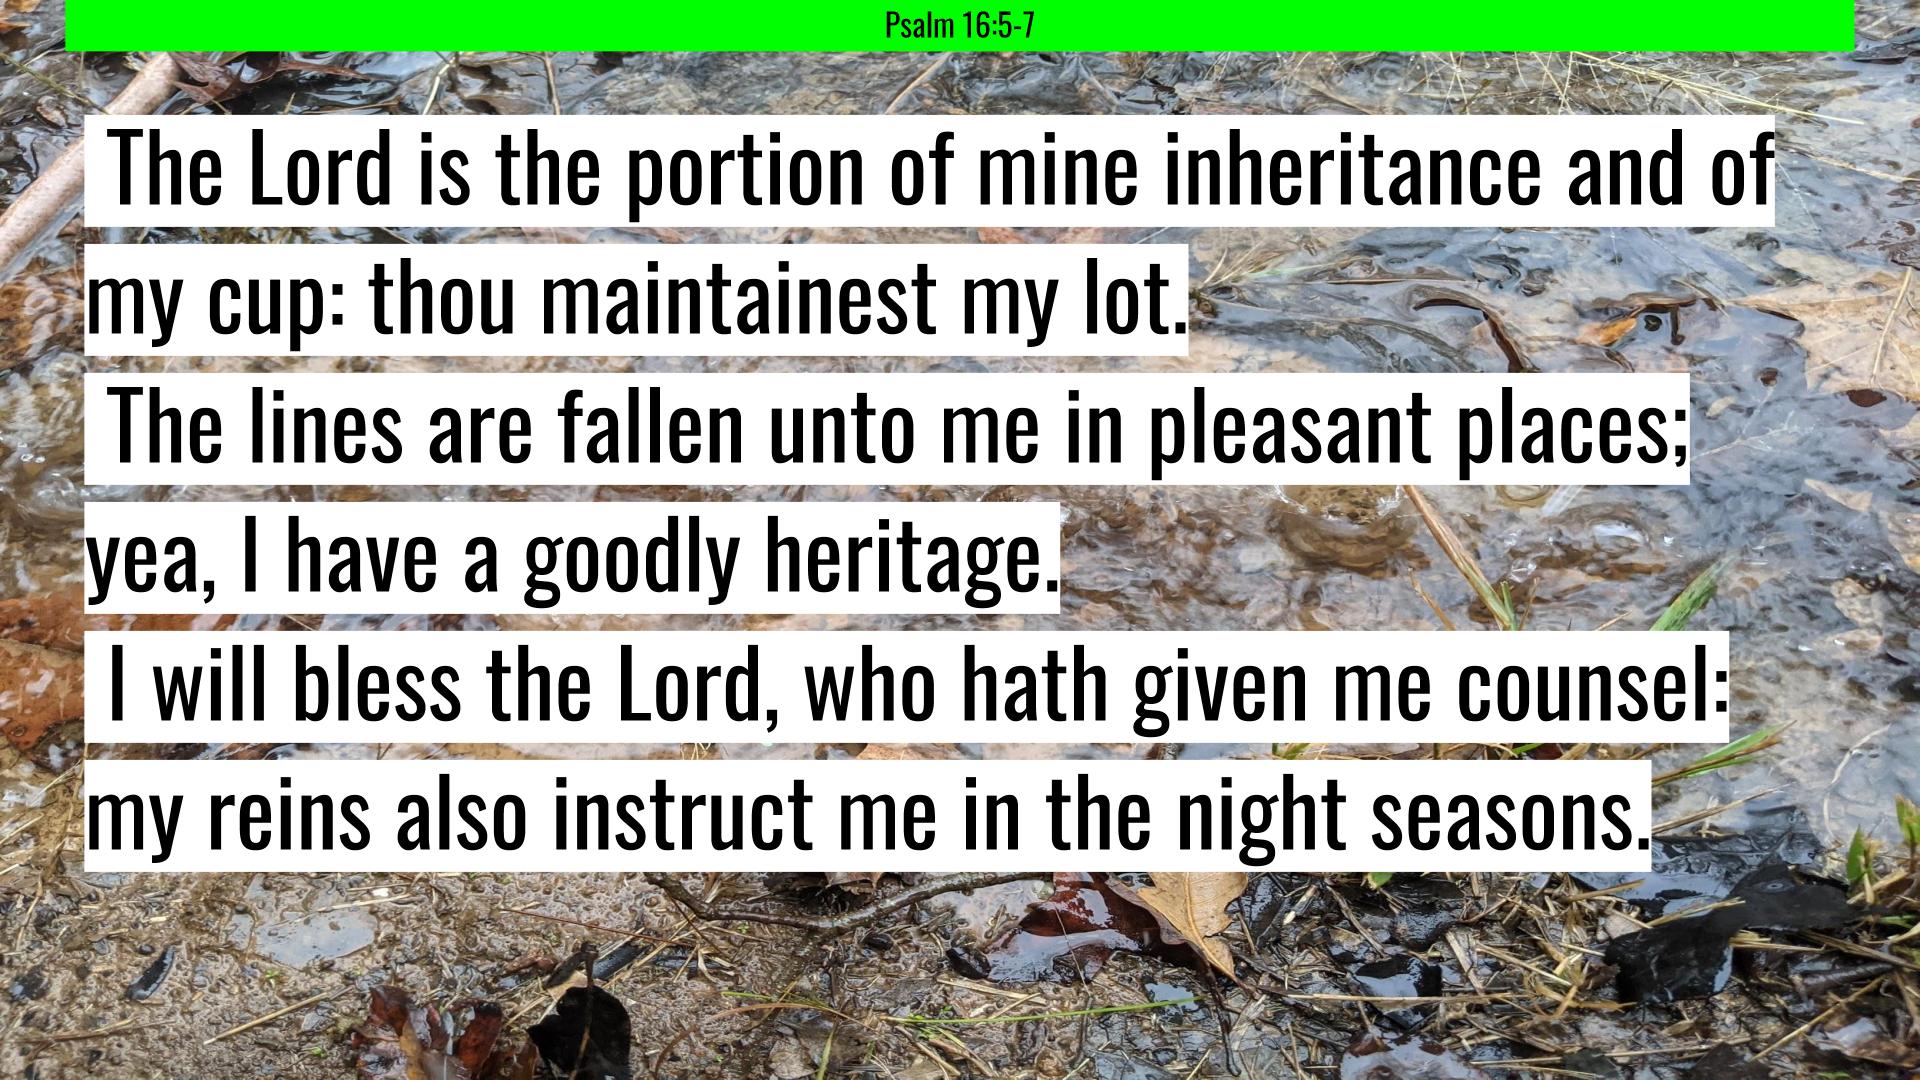 Psalm 16:5-7
The Lord is the portion of mine inheritance and of
my cup: thou maintainest my lot.
The lines are fallen unto me in pleasant places;
yea, I have a goodly heritage.
I will bless the Lord, who hath given me counsel:
my reins also instruct me in the night seasons.